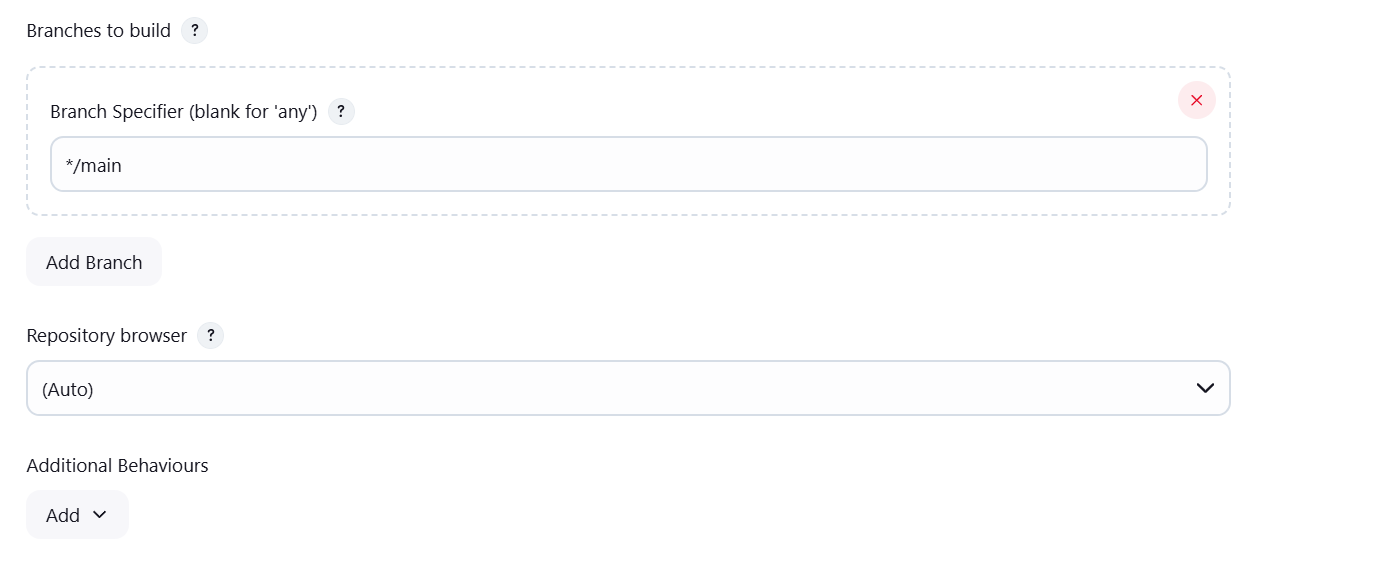 Branches to build ?
Branch Specifier (blank for 'any') ?
*/main
Add Branch
Repository browser ?
(Auto)
Additional Behaviours
Add